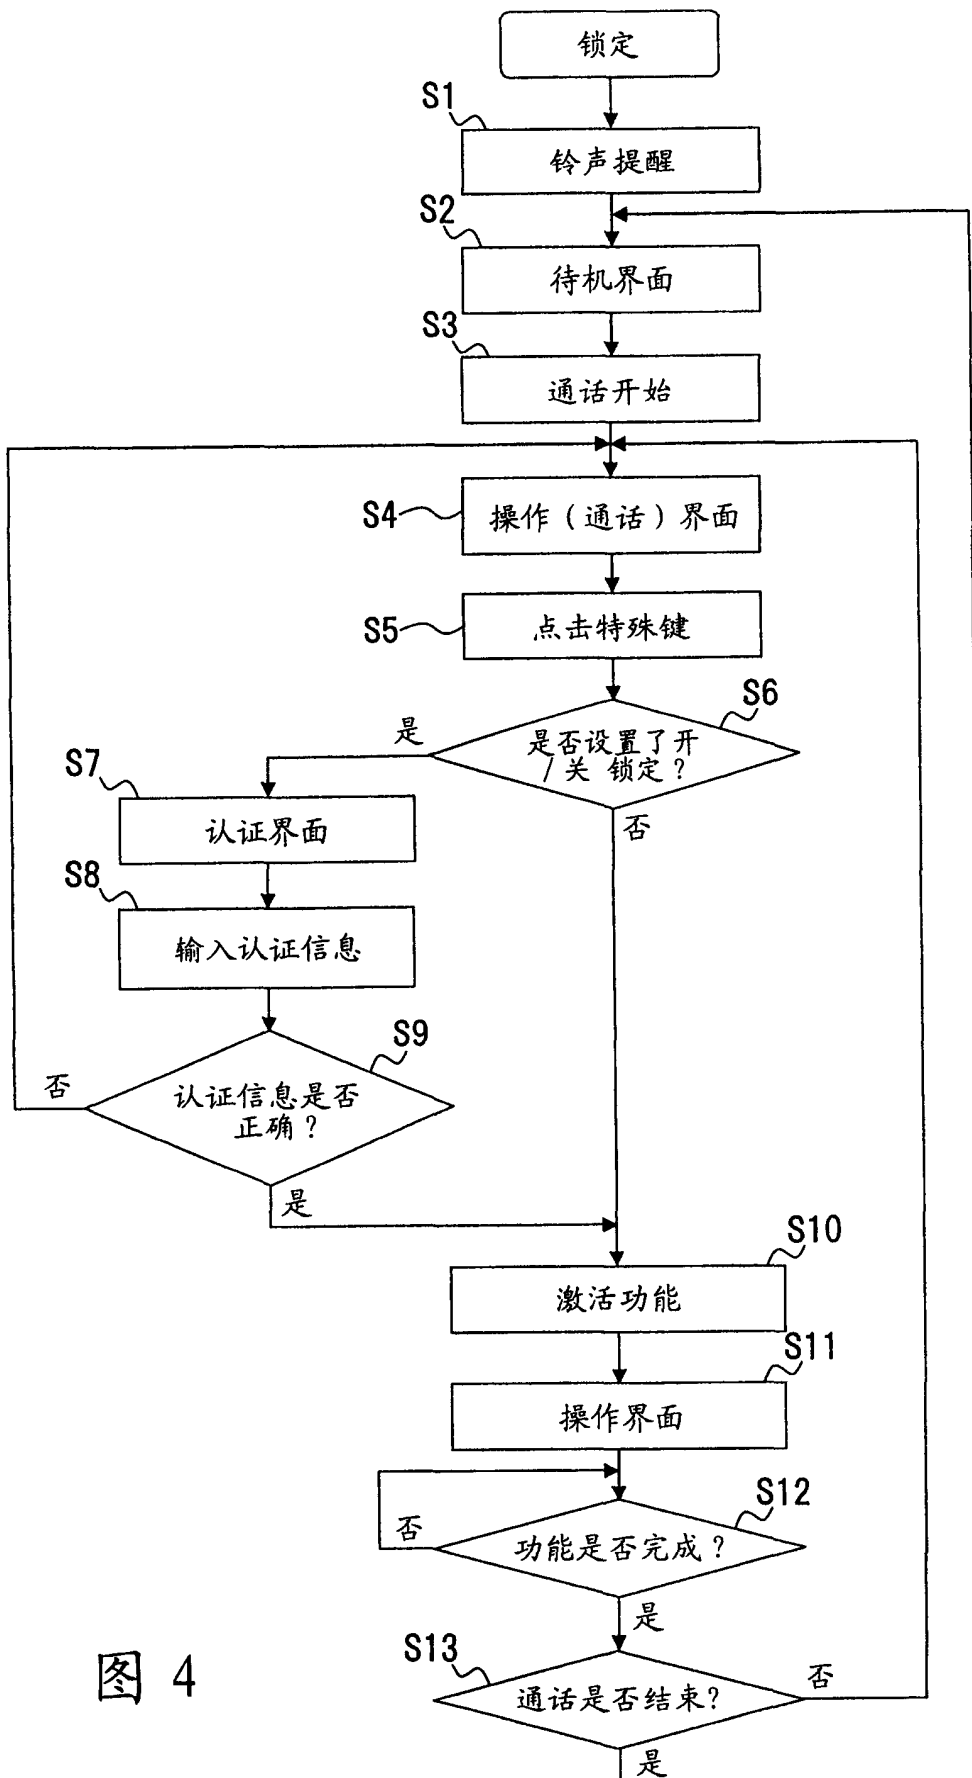 锁定
S1
铃声提醒
S2
待机界面
S3
通话开始
S4
操作（通话）界面
S5
点击特殊键
S6
是否设置了开
/关 锁定？
是
否
S7
认证界面
S8
输入认证信息
S9
认证信息是否
正确？
否
是
S10
激活功能
S11
操作界面
S12
功能是否完成？
否
是
S13
通话是否结束?
否
是
图 4